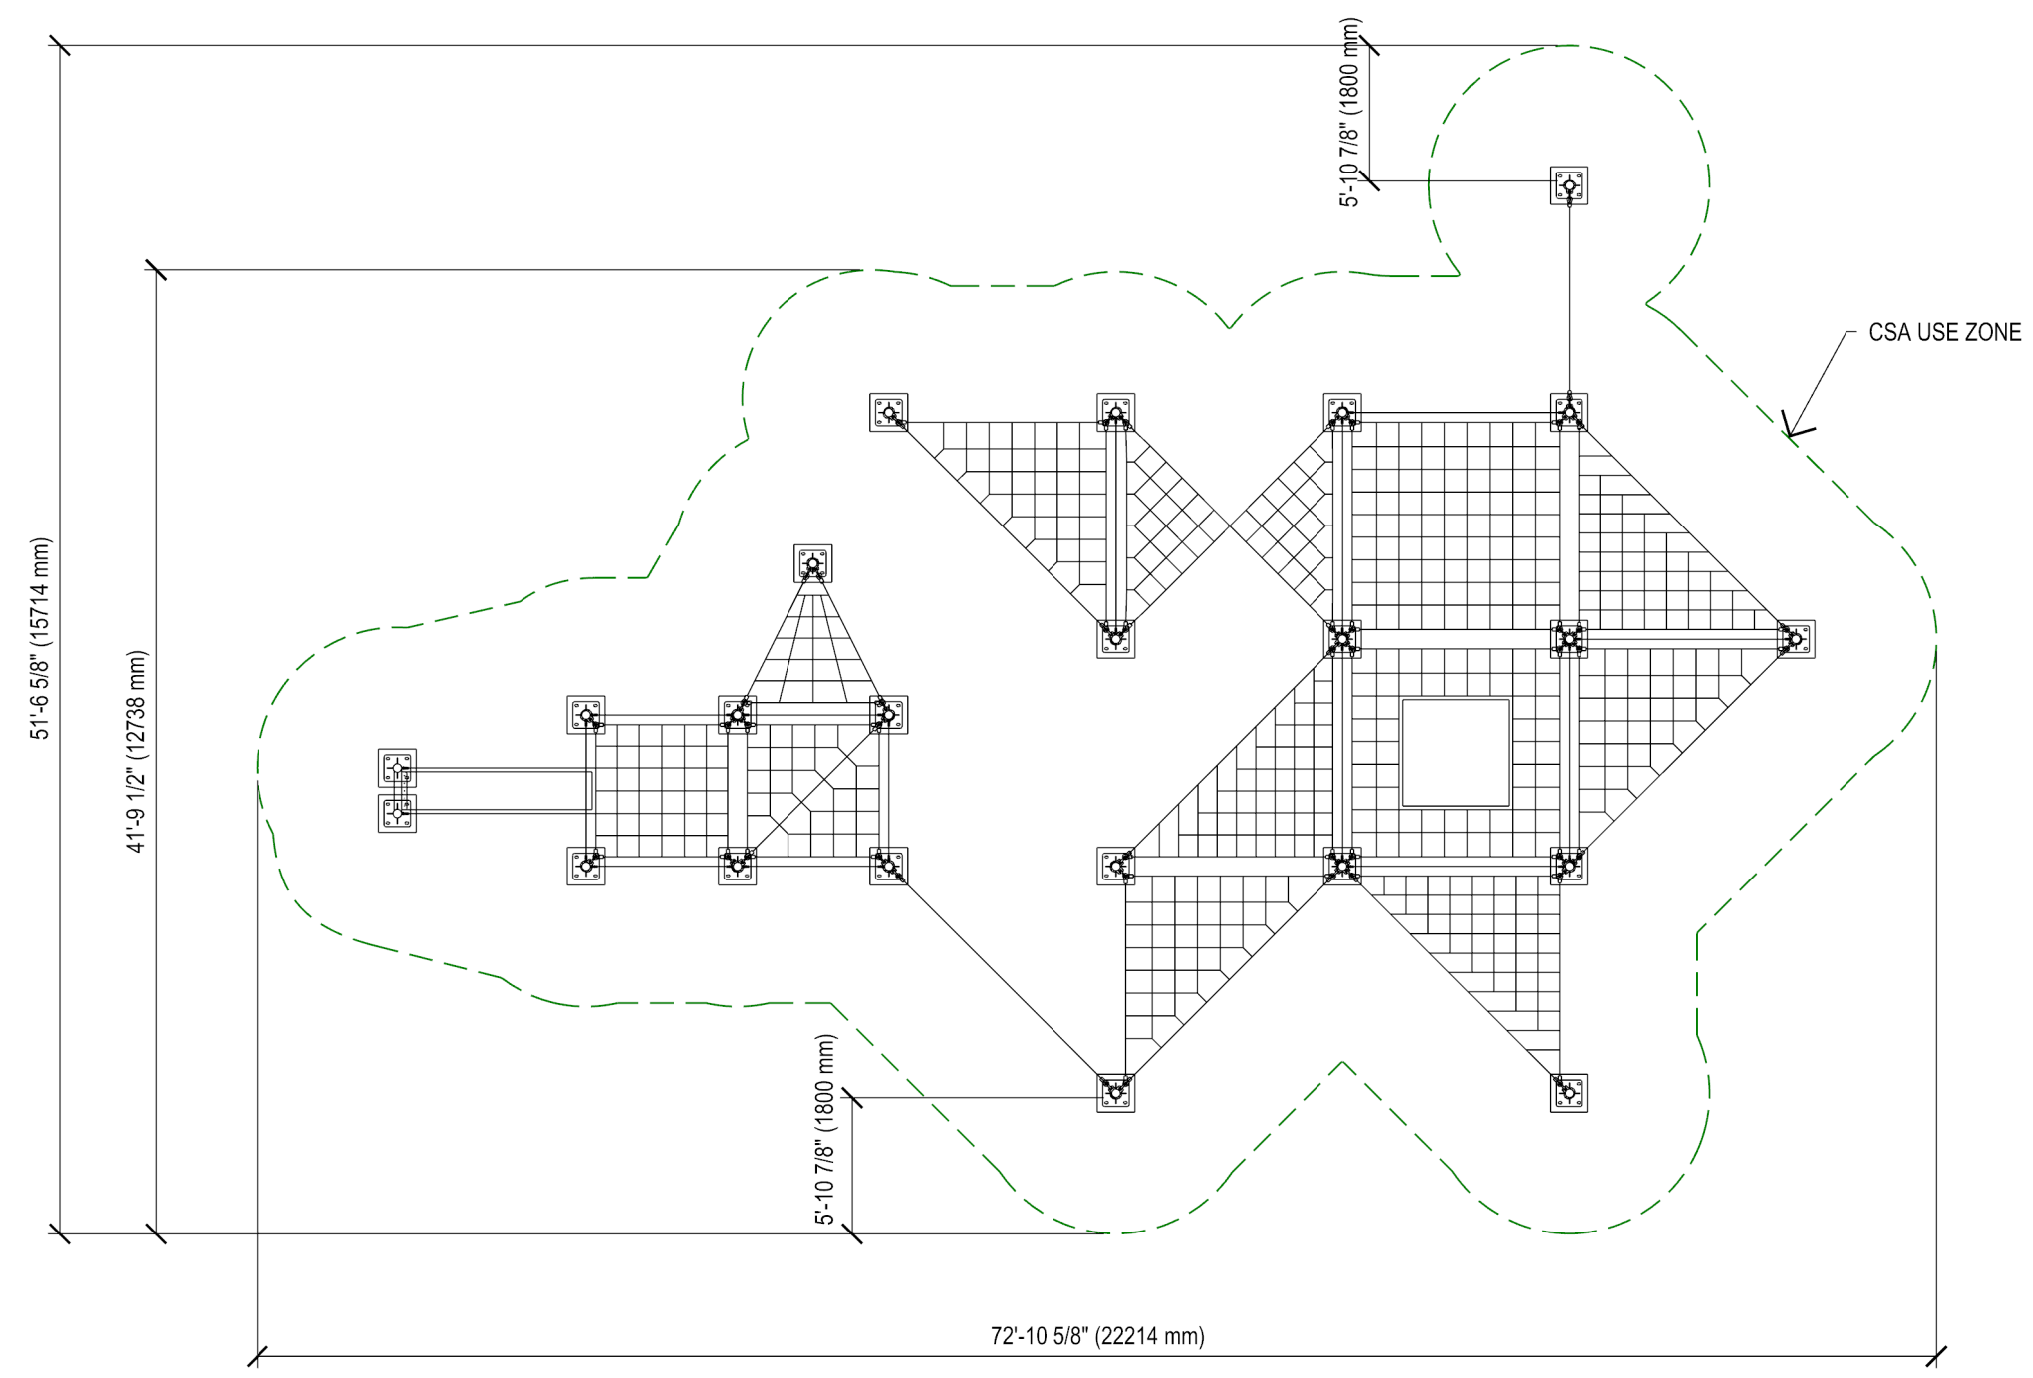 5'-10 7/8" (1800 mm)
CSA USE ZONE
51'-6 5/8" (15714 mm)
41'-9 1/2" (12738 mm)
5'-10 7/8" (1800 mm)
72'-10 5/8" (22214 mm)